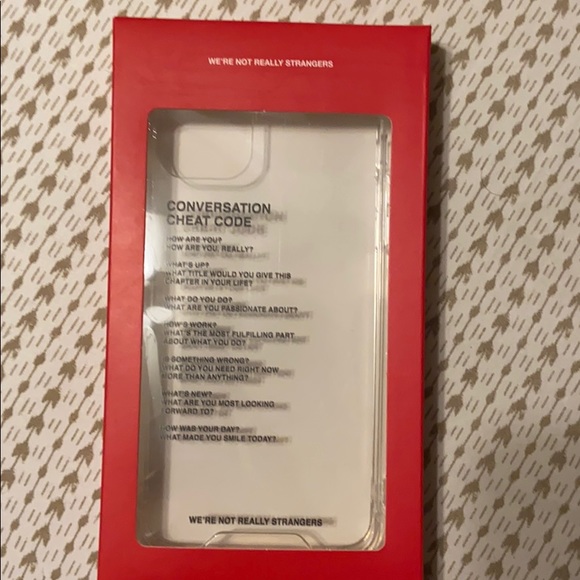 WE'RE NOT REALLY STRANGERS
CONVERSATION
CHEAT CODE
HOW ARE YOU?
HOW ARE YOU, REALLY?
WHAT'S UP?
WHAT TITLE WOULD YOU GIVE THIS
CHAPTER IN YOUR LIFE?
WHAT DO YOU DO?
WHAT ARE YOU PASSIONATE ABOUT?
HOW'S WORK?
WHAT'S THE MOST FULFILLING PART
ABOUT WHAT YOU DO?
IS SOMETHING WRONG?
WHAT DO YOU NEED RIGHT NOW
MORE THAN ANYTHING?
WHAT'S NEW?
WHAT ARE YOU MOST LOOKING
FORWARD TO?
HOW WAS YOUR DAY?
WHAT MADE YOU SMILE TODAY?
WE'RE NOT REALLY STRANGERS